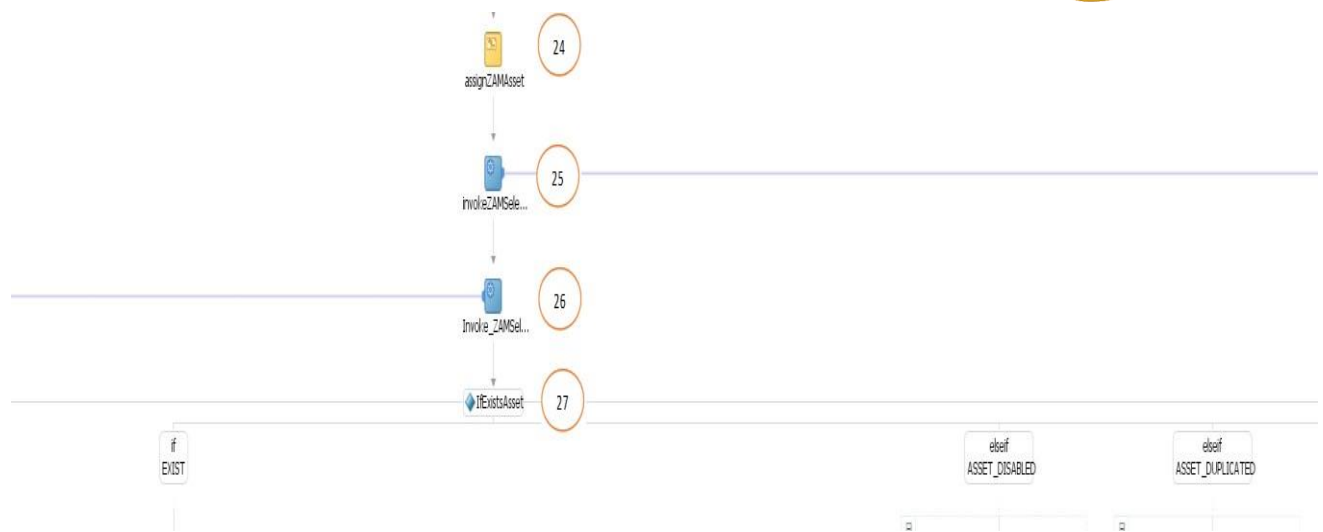 24
assignZAMAsset
25
invokeZAMSele...
26
Invoke_ZAMSel...
IfExistsAsset
27
if
EXIST
elseif
ASSET_DISABLED
elseif
ASSET_DUPLICATED